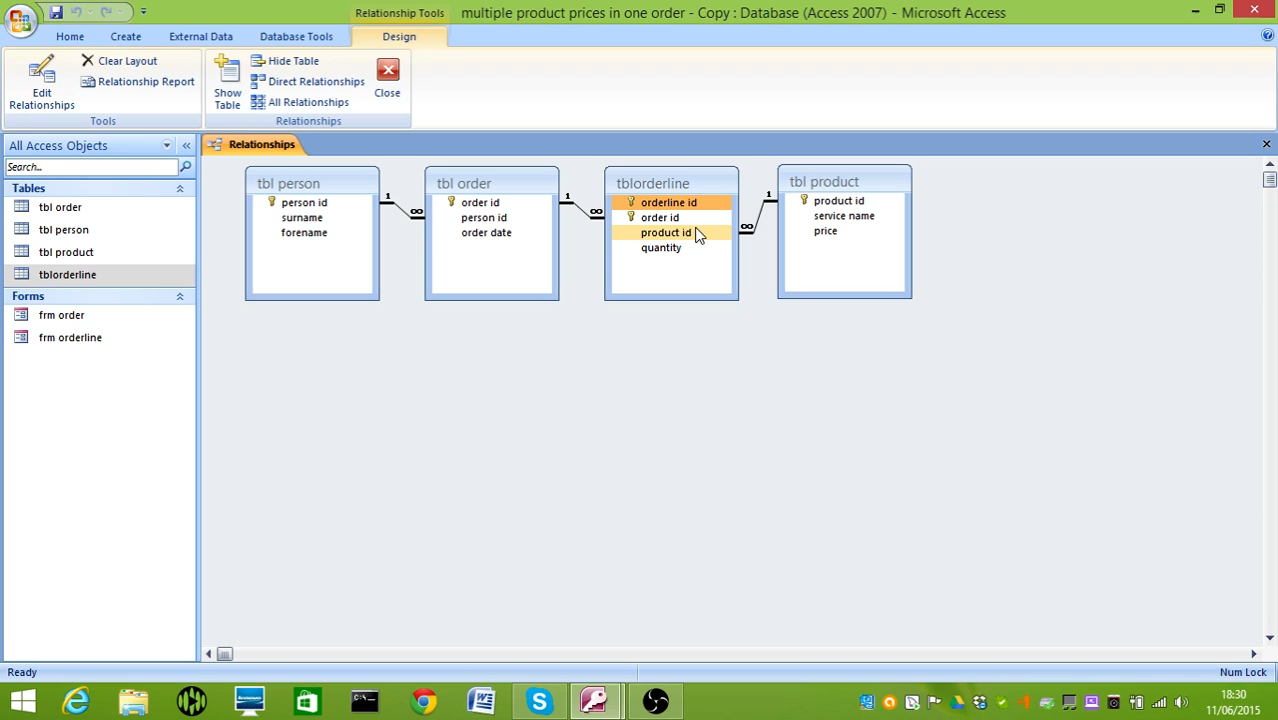 Relationship Tools
multiple product prices in one order - Copy : Database (Access 2007) - Microsoft Access
Home
Create
External Data
Database Tools
Design
Edit
Relationships
Clear Layout
Relationship Report
Tools
Show
Table
Hide Table
Direct Relationships
All Relationships
Close
Relationships
All Access Objects
Search...
Tables
tbl order
tbl person
tbl product
tblorderline
Forms
frm order
frm orderline
Relationships
tbl person
person id
surname
forename
1
∞
tbl order
order id
person id
order date
1
∞
tblorderline
orderline id
order id
product id
quantity
∞
1
tbl product
product id
service name
price
Ready
Num Lock
18:30
11/06/2015